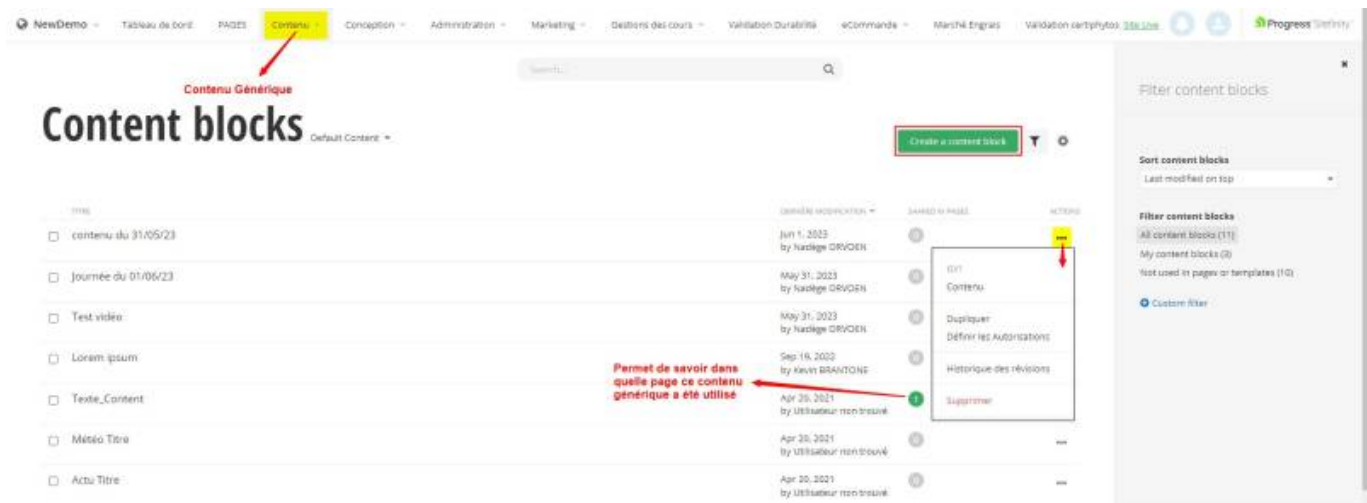 NewDemo Tableau de bord PAGES Contenu Conception Administration Marketing Gestions des cours Validation Durabilité eCommande Marché Engrais Validation certiphytos Site Live Progress Sitefinity
Search...
Contenu Générique
Content blocks Default Content
Create a content block
TITRE DERNIÈRE MODIFICATION SHARED IN PAGES ACTIONS
contenu du 31/05/23 Jun 1, 2023 0
by Nadège ORVOEN
Journée du 01/06/23 May 31, 2023 0
by Nadège ORVOEN
Test vidéo May 31, 2023 0
by Nadège ORVOEN
Lorem ipsum Sep 19, 2022 0
by Kevin BRANTONE
Texte_Content Apr 20, 2021 1
by Utilisateur non trouvé
Météo Titre Apr 20, 2021 0
by Utilisateur non trouvé
Actu Titre Apr 20, 2021 0
by Utilisateur non trouvé
Permet de savoir dans
quelle page ce contenu
générique a été utilisé
EDIT
Contenu
Dupliquer
Définir les Autorisations
Historique des révisions
Supprimer
Filter content blocks
Sort content blocks
Last modified on top
Filter content blocks
All content blocks (11)
My content blocks (3)
Not used in pages or templates (10)
Custom filter